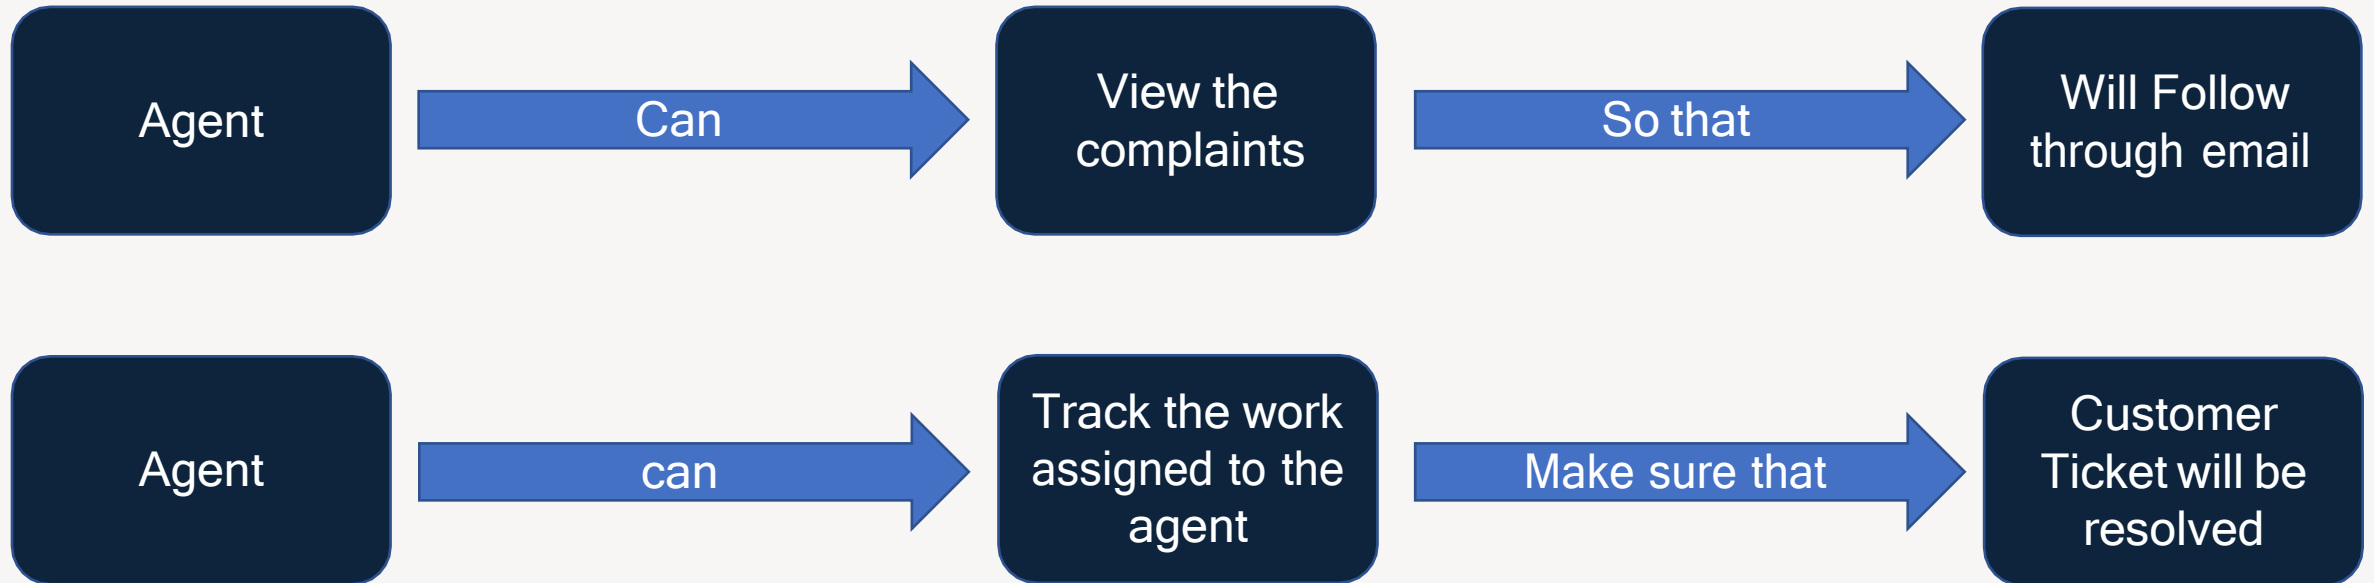 Agent
Can
View the
complaints
So that
Will Follow
through email
Agent
can
Track the work
assigned to the
agent
Make sure that
Customer
Ticket will be
resolved